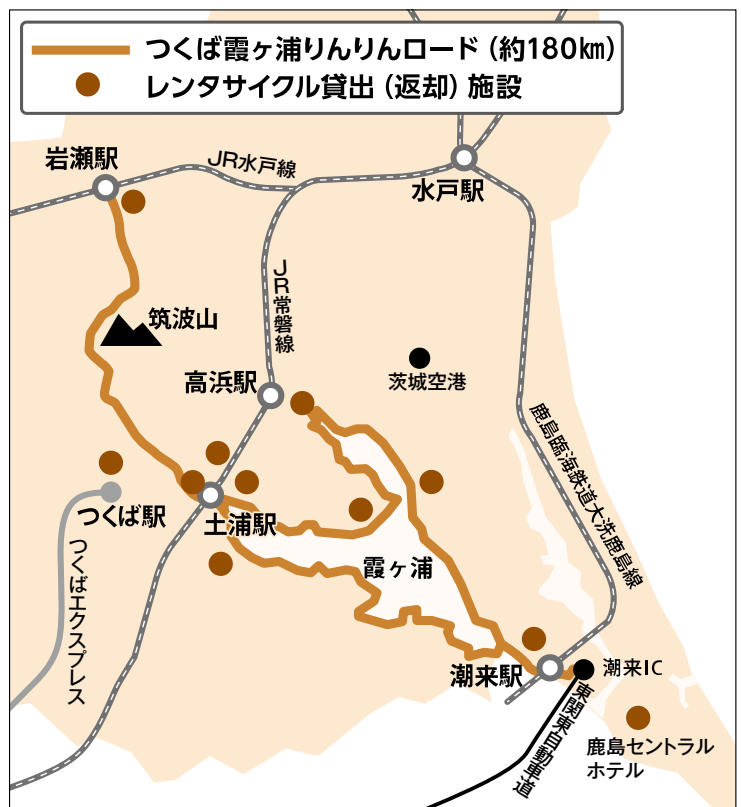 つくば霞ヶ浦りんりんロード（約180㎞）
レンタサイクル貸出（返却）施設
岩瀬駅
JR水戸線
水戸駅
JR常磐線
筑波山
高浜駅
茨城空港
鹿島臨海鉄道大洗鹿島線
つくば駅
土浦駅
つくばエクスプレス
霞ヶ浦
潮来駅
潮来IC
東関東自動車道
鹿島セントラル
ホテル